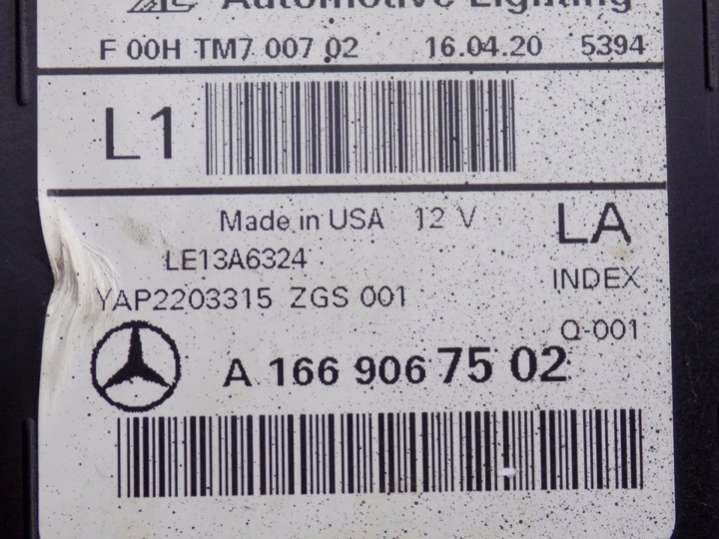 Automotive Lighting
F 00H TM7 007 02 16.04.20 5394
L1
Made in USA 12 V LA
LE13A6324
INDEX
YAP2203315 ZGS 001
Q-001
A 166 906 75 02